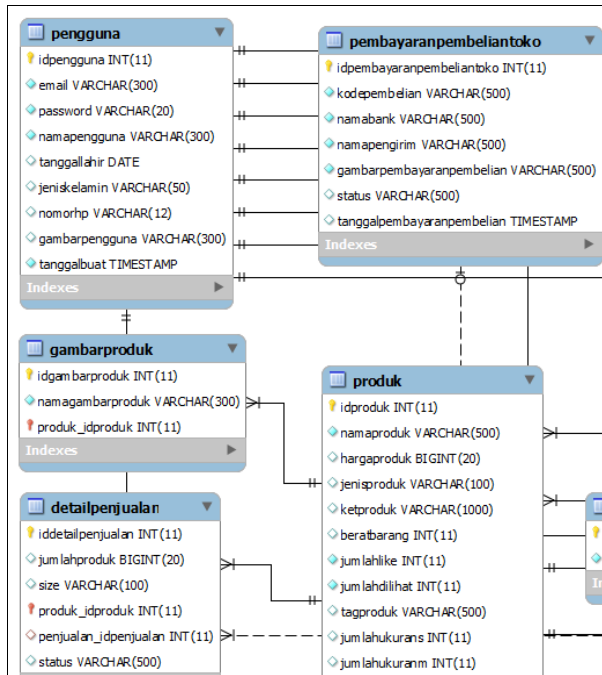 pengguna
idpengguna INT(11)
email VARCHAR(300)
password VARCHAR(20)
namapengguna VARCHAR(300)
tanggallahir DATE
jeniskelamin VARCHAR(50)
nomorhp VARCHAR(12)
gambarpengguna VARCHAR(300)
tanggalbuat TIMESTAMP
Indexes
pembayaranpembeliantoko
idpembayaranpembeliantoko INT(11)
kodepembelian VARCHAR(500)
namabank VARCHAR(500)
namapengirim VARCHAR(500)
gambarpembayaranpembelian VARCHAR(500)
status VARCHAR(500)
tanggalpembayaranpembelian TIMESTAMP
Indexes
gambarproduk
idgambarproduk INT(11)
namagambarproduk VARCHAR(300)
produk_idproduk INT(11)
Indexes
produk
idproduk INT(11)
namaproduk VARCHAR(500)
hargaproduk BIGINT(20)
jenisproduk VARCHAR(100)
ketproduk VARCHAR(1000)
beratbarang INT(11)
jumlahlike INT(11)
jumlahdilihat INT(11)
tagproduk VARCHAR(500)
jumlahukurans INT(11)
jumlahukuranm INT(11)
detailpenjualan
iddetailpenjualan INT(11)
jumlahproduk BIGINT(20)
size VARCHAR(100)
produk_idproduk INT(11)
penjualan_idpenjualan INT(11)
status VARCHAR(500)